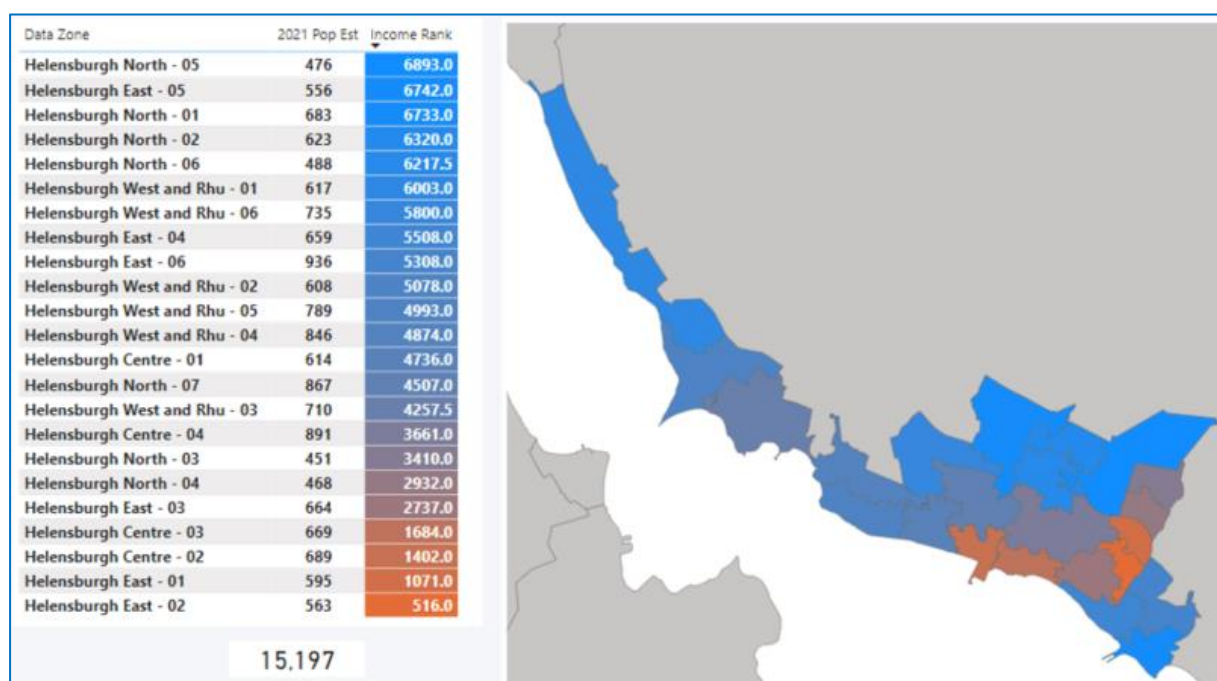 Data Zone 2021 Pop Est Income Rank
Helensburgh North - 05 476 6893.0
Helensburgh East - 05 556 6742.0
Helensburgh North - 01 683 6733.0
Helensburgh North - 02 623 6320.0
Helensburgh North - 06 488 6217.5
Helensburgh West and Rhu - 01 617 6003.0
Helensburgh West and Rhu - 06 735 5800.0
Helensburgh East - 04 659 5508.0
Helensburgh East - 06 936 5308.0
Helensburgh West and Rhu - 02 608 5078.0
Helensburgh West and Rhu - 05 789 4993.0
Helensburgh West and Rhu - 04 846 4874.0
Helensburgh Centre - 01 614 4736.0
Helensburgh North - 07 867 4507.0
Helensburgh West and Rhu - 03 710 4257.5
Helensburgh Centre - 04 891 3661.0
Helensburgh North - 03 451 3410.0
Helensburgh North - 04 468 2932.0
Helensburgh East - 03 664 2737.0
Helensburgh Centre - 03 669 1684.0
Helensburgh Centre - 02 689 1402.0
Helensburgh East - 01 595 1071.0
Helensburgh East - 02 563 516.0
15,197